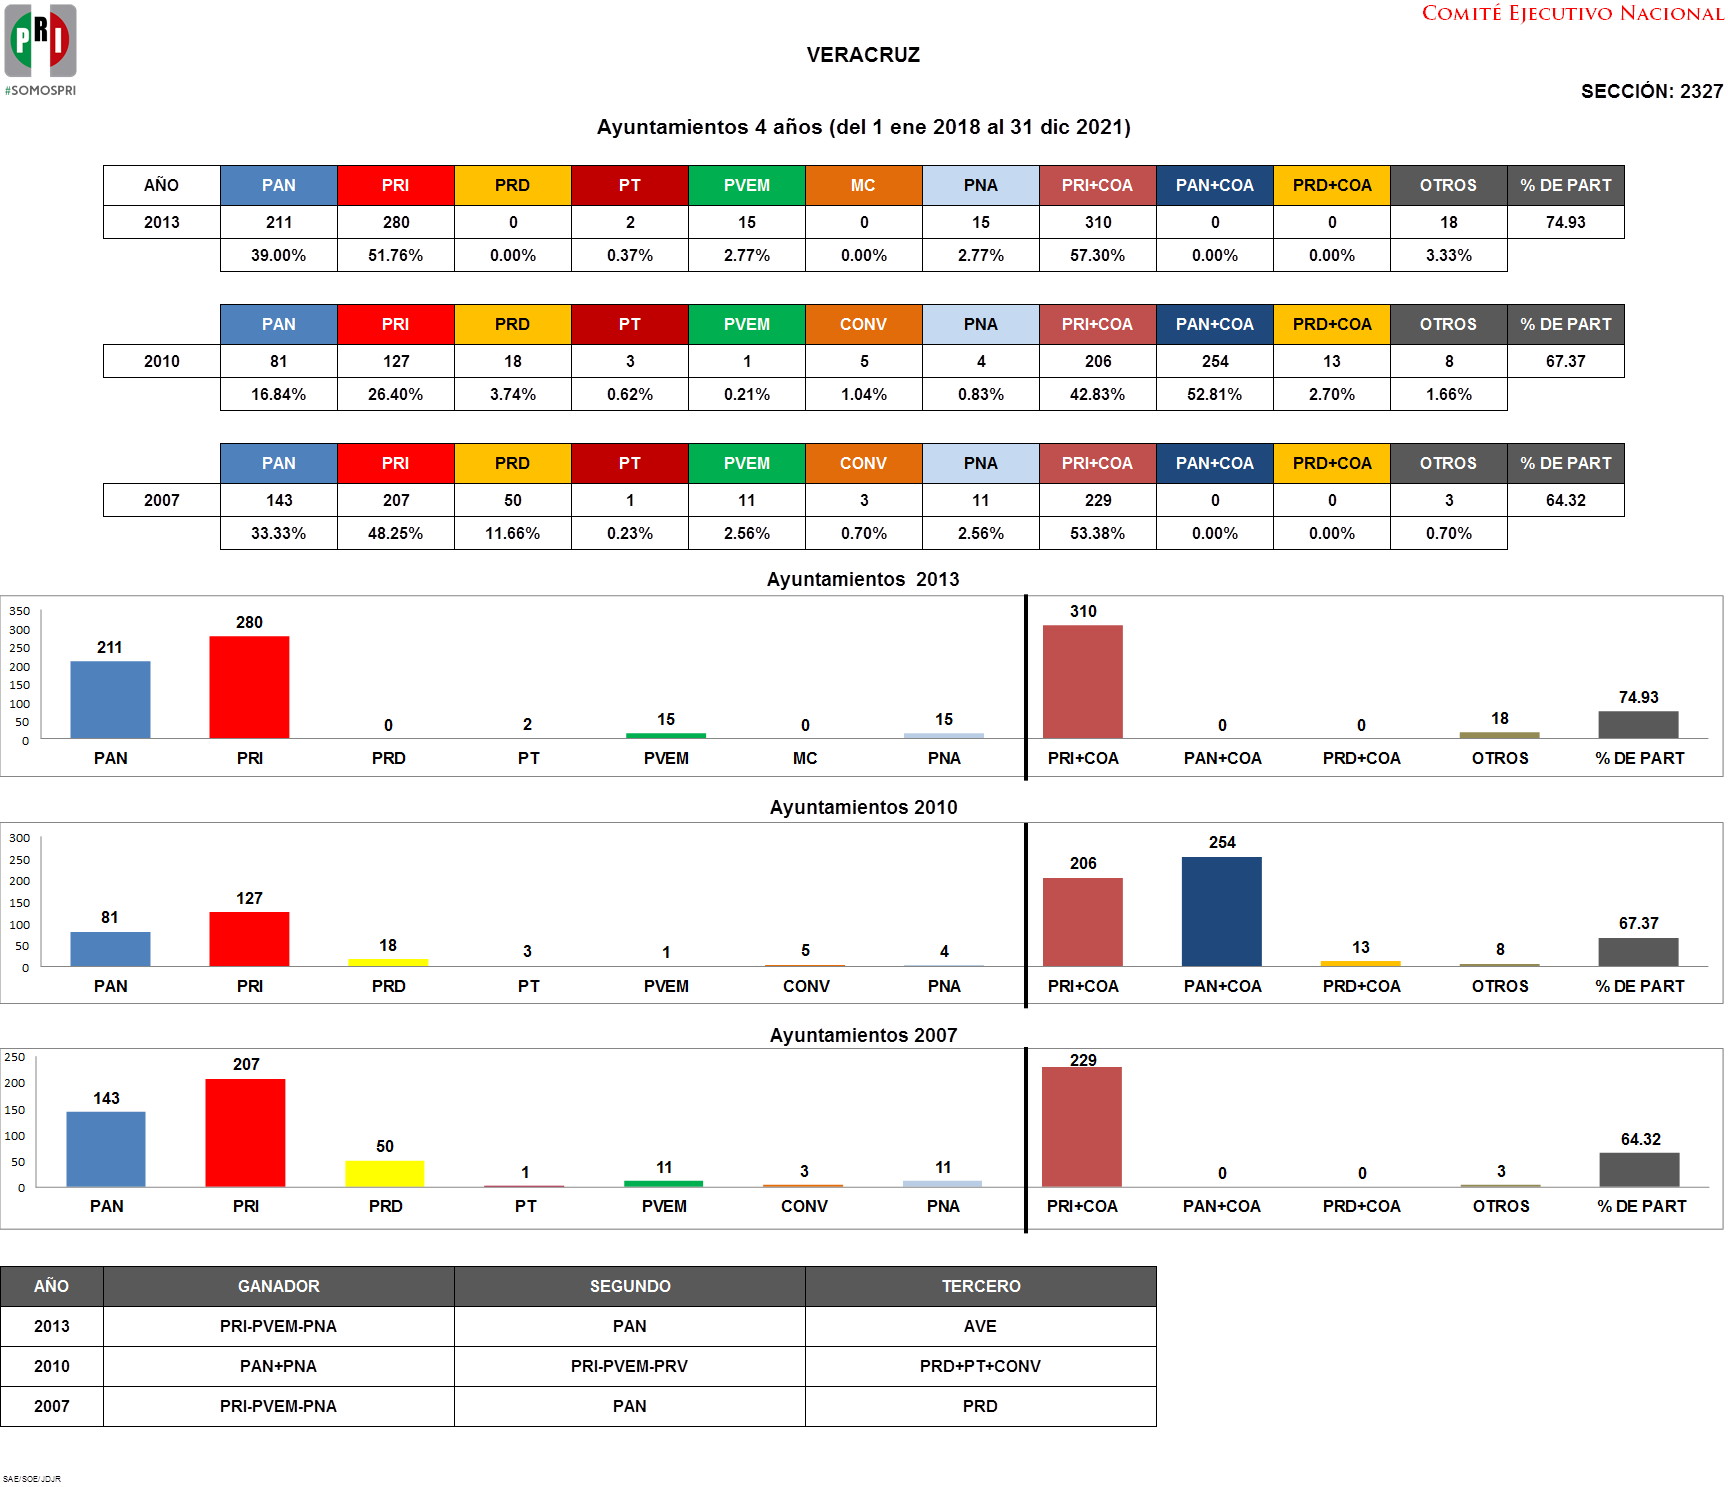 PRI
#SOMOSPRI
COMITÉ EJECUTIVO NACIONAL
VERACRUZ
SECCIÓN: 2327
Ayuntamientos 4 años (del 1 ene 2018 al 31 dic 2021)
AÑO PAN PRI PRD PT PVEM MC PNA PRI+COA PAN+COA PRD+COA OTROS % DE PART
2013 211 280 0 2 15 0 15 310 0 0 18 74.93
39.00% 51.76% 0.00% 0.37% 2.77% 0.00% 2.77% 57.30% 0.00% 0.00% 3.33%
PAN PRI PRD PT PVEM CONV PNA PRI+COA PAN+COA PRD+COA OTROS % DE PART
2010 81 127 18 3 1 5 4 206 254 13 8 67.37
16.84% 26.40% 3.74% 0.62% 0.21% 1.04% 0.83% 42.83% 52.81% 2.70% 1.66%
PAN PRI PRD PT PVEM CONV PNA PRI+COA PAN+COA PRD+COA OTROS % DE PART
2007 143 207 50 1 11 3 11 229 0 0 3 64.32
33.33% 48.25% 11.66% 0.23% 2.56% 0.70% 2.56% 53.38% 0.00% 0.00% 0.70%
Ayuntamientos 2013
350
300
250
200
150
100
50
0
211 280 0 2 15 0 15 310 0 0 18 74.93
PAN PRI PRD PT PVEM MC PNA PRI+COA PAN+COA PRD+COA OTROS % DE PART
Ayuntamientos 2010
300
250
200
150
100
50
0
81 127 18 3 1 5 4 206 254 13 8 67.37
PAN PRI PRD PT PVEM CONV PNA PRI+COA PAN+COA PRD+COA OTROS % DE PART
Ayuntamientos 2007
250
200
150
100
50
0
143 207 50 1 11 3 11 229 0 0 3 64.32
PAN PRI PRD PT PVEM CONV PNA PRI+COA PAN+COA PRD+COA OTROS % DE PART
AÑO GANADOR SEGUNDO TERCERO
2013 PRI-PVEM-PNA PAN AVE
2010 PAN+PNA PRI-PVEM-PRV PRD+PT+CONV
2007 PRI-PVEM-PNA PAN PRD
SAE/SOE/JDJR